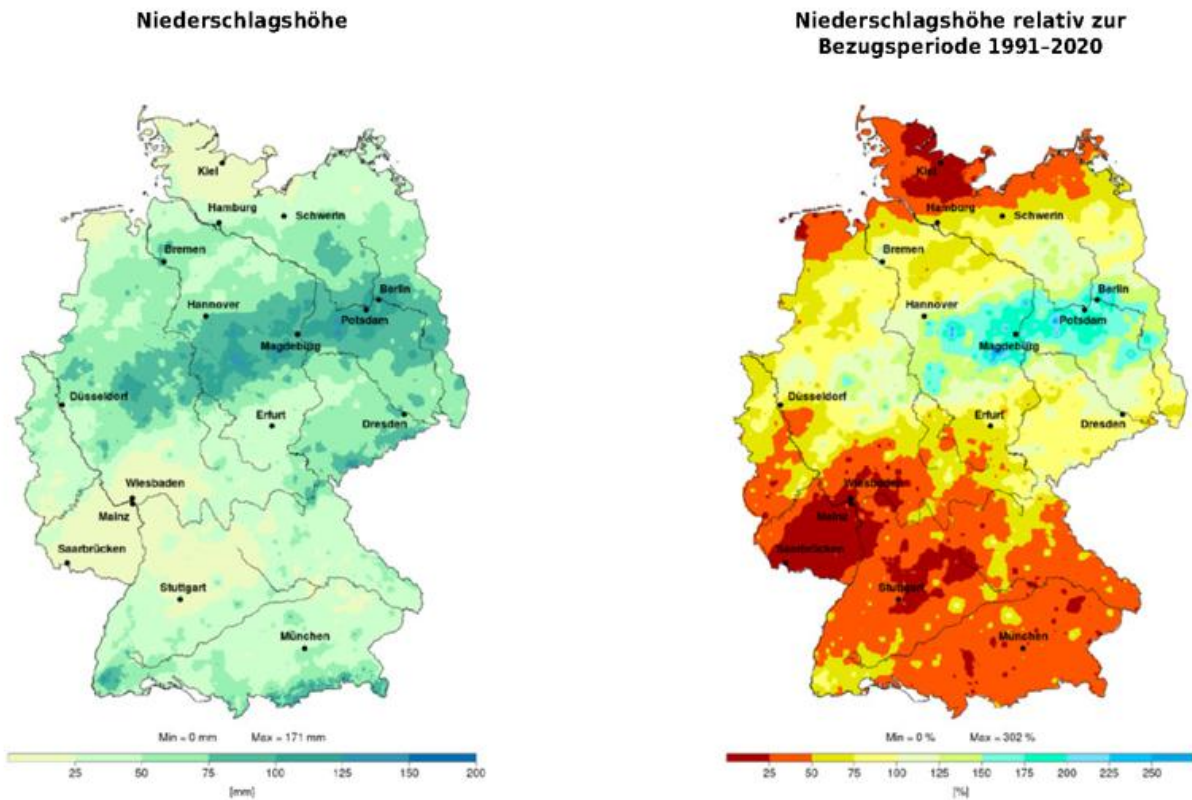 Niederschlagshöhe
Kiel
Hamburg
Schwerin
Bremen
Berlin
Hannover
Potsdam
Magdeburg
Düsseldorf
Erfurt
Dresden
Wiesbaden
Mainz
Saarbrücken
Stuttgart
München
Min = 0 mm Max = 171 mm
25 50 75 100 125 150 200
[mm]
Niederschlagshöhe relativ zur
Bezugsperiode 1991–2020
Kiel
Hamburg
Schwerin
Bremen
Berlin
Hannover
Potsdam
Magdeburg
Düsseldorf
Erfurt
Dresden
Wiesbaden
Mainz
Saarbrücken
Stuttgart
München
Min = 0 % Max = 302 %
25 50 75 100 150 175 200 225 250
[%]